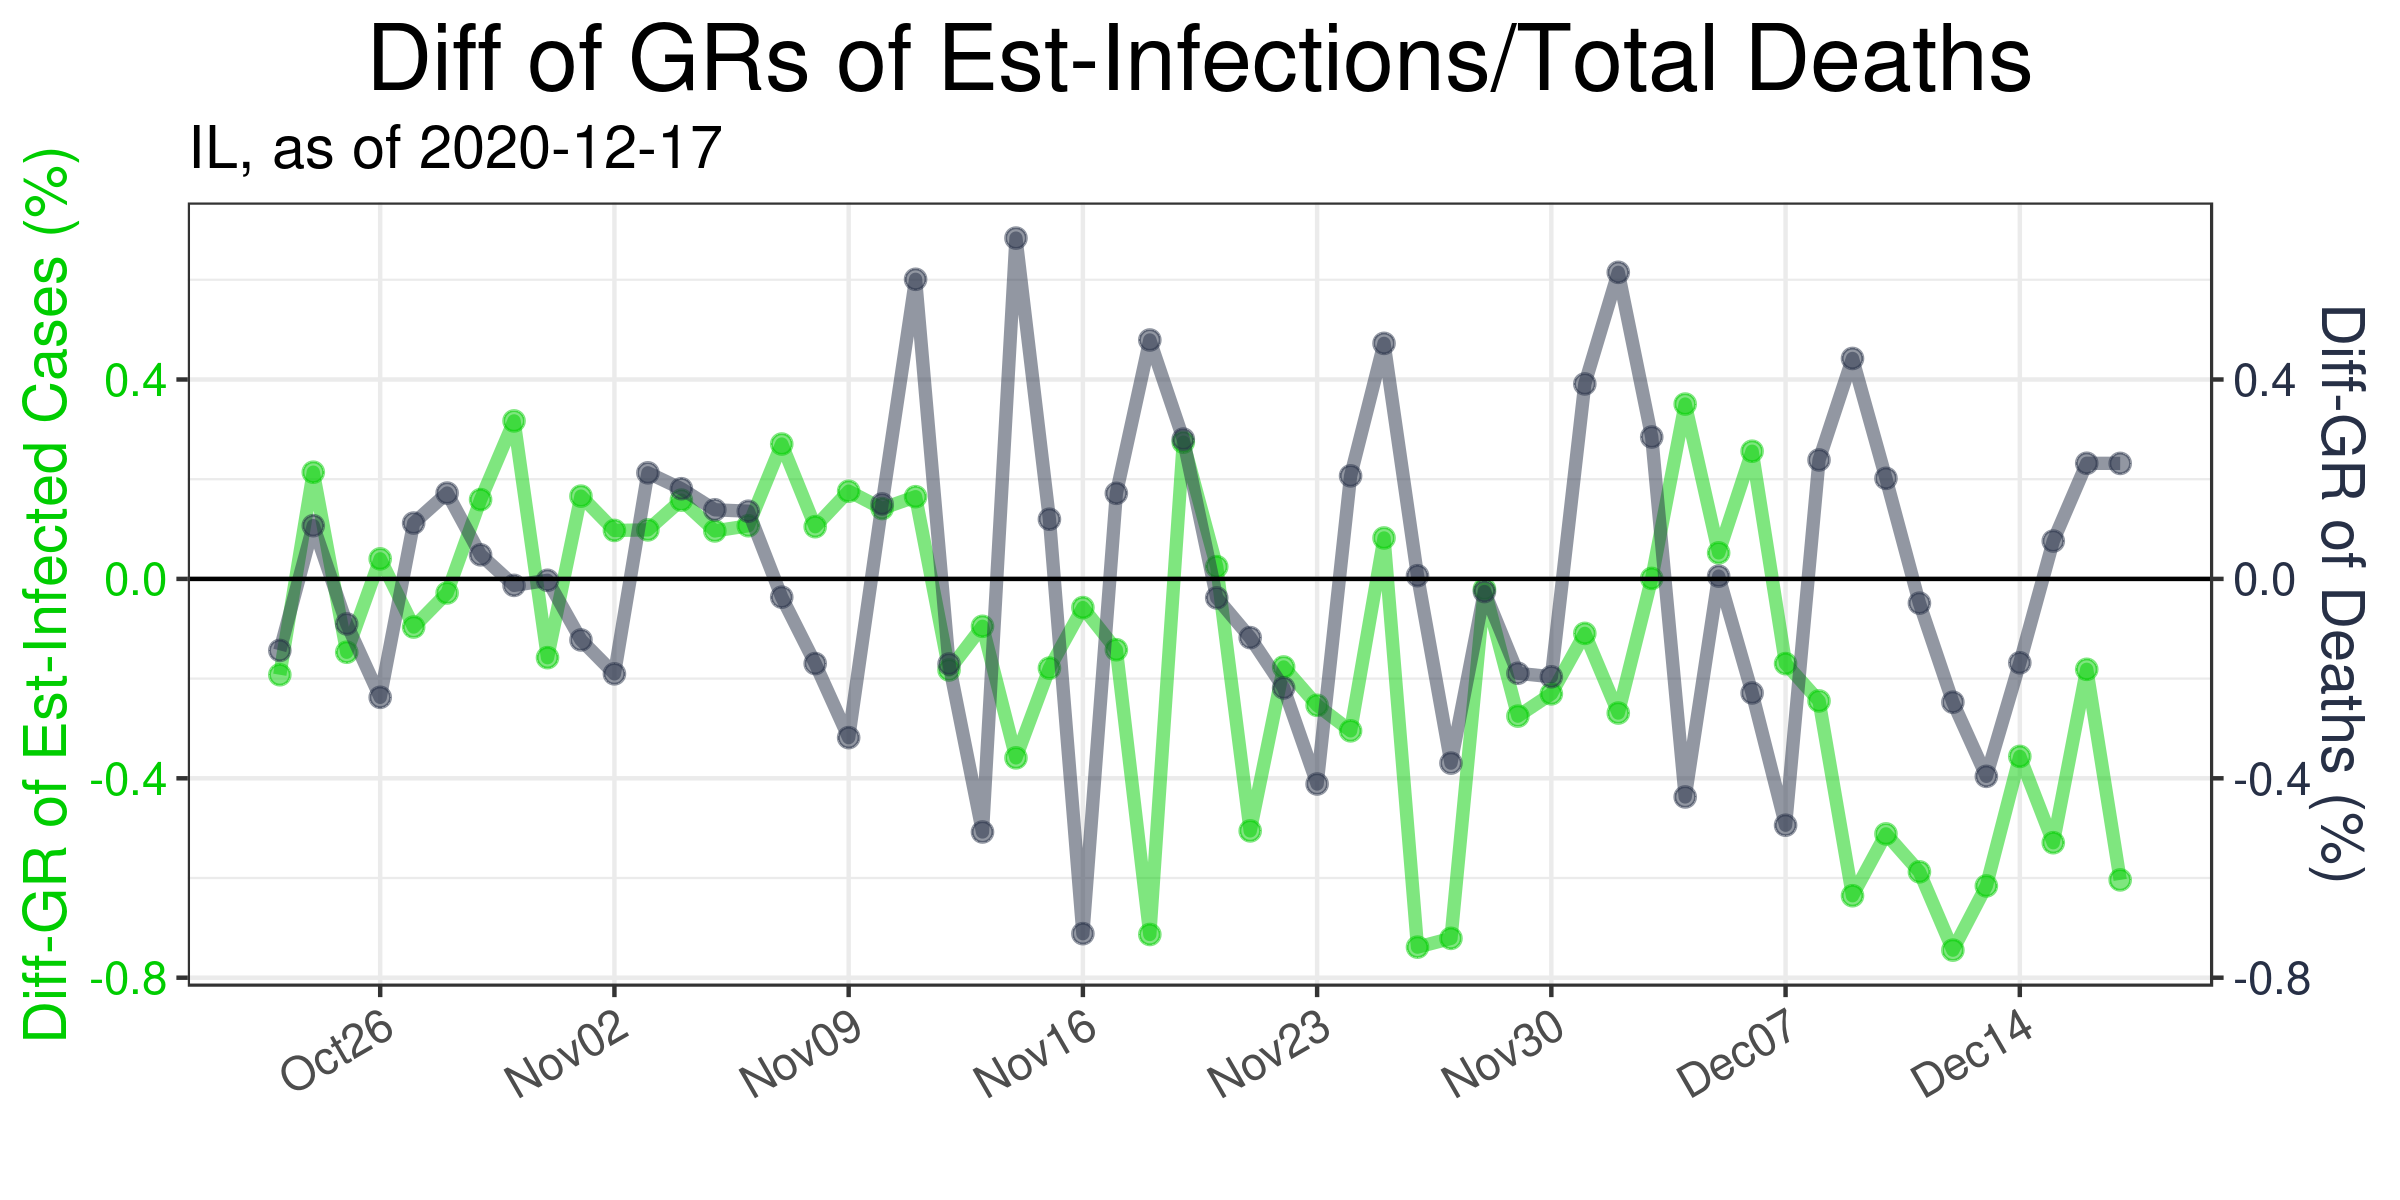 Diff of GRs of Est-Infections/Total Deaths
IL, as of 2020-12-17
Diff-GR of Est-Infected Cases (%)
0.4
0.0
-0.4
-0.8
0.4
0.0
-0.4
-0.8
Diff-GR of Deaths (%)
Oct26
Nov02
Nov09
Nov16
Nov23
Nov30
Dec07
Dec14